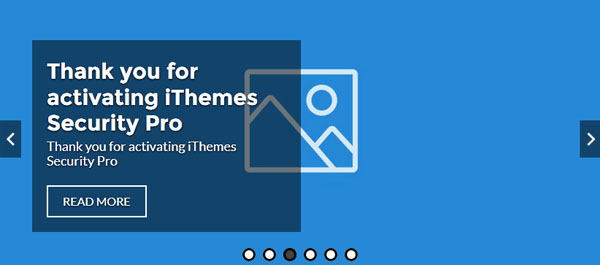 Thank you for
activating iThemes
Security Pro
Thank you for activating iThemes
Security Pro
READ MORE